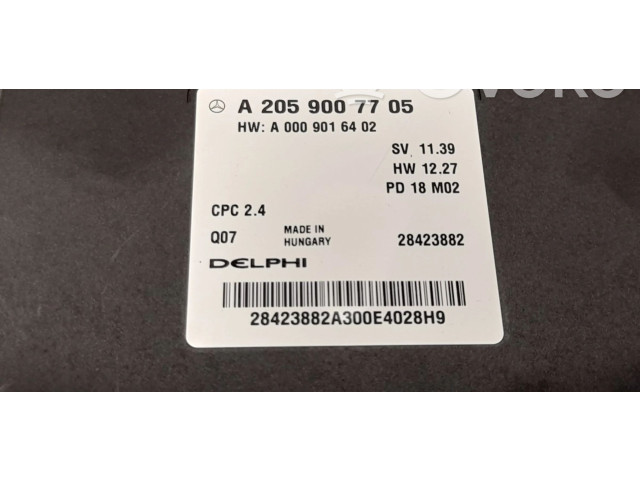 A 205 900 77 05
HW: A 000 901 64 02
SV 11.39
HW 12.27
PD 18 M02
CPC 2.4
Q07 MADE IN HUNGARY 28423882
DELPHI
28423882A300E4028H9